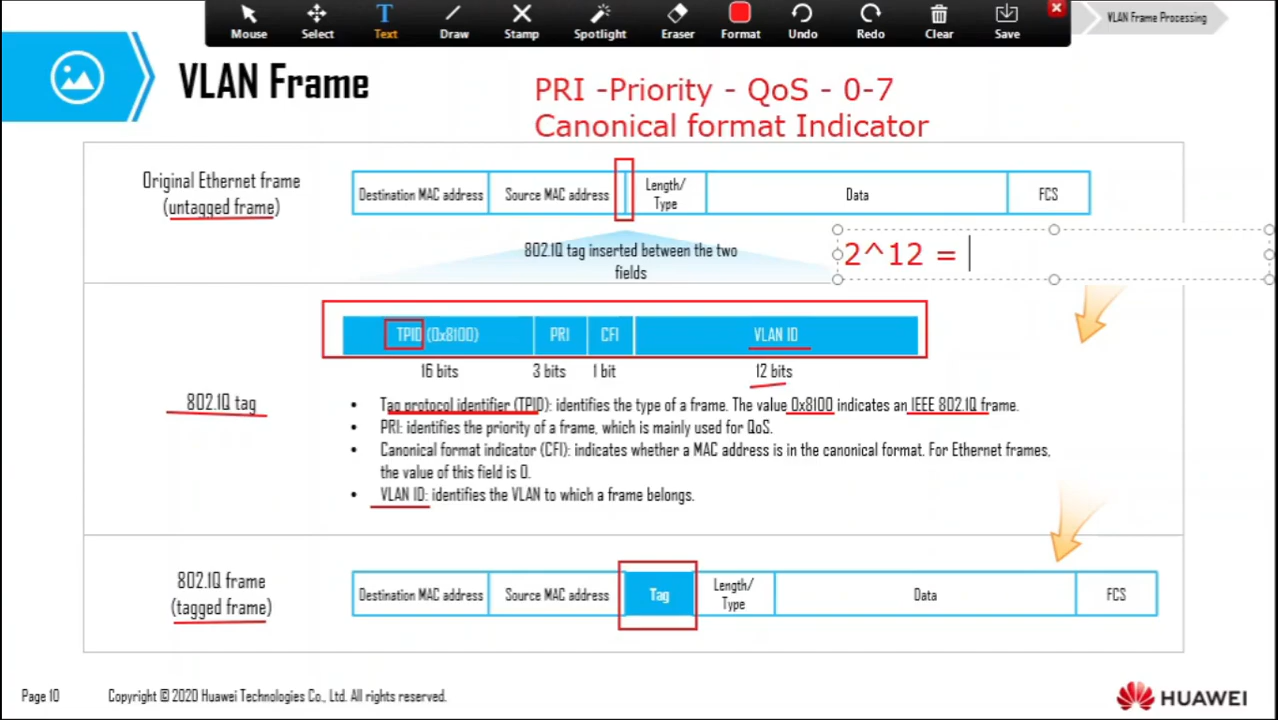 Mouse Select Text Draw Stamp Spotlight Eraser Format Undo Redo Clear Save
VLAN Frame Processing
VLAN Frame
PRI -Priority - QoS - 0-7
Canonical format Indicator
Original Ethernet frame
(untagged frame)
Destination MAC address
Source MAC address
Length/
Type
Data
FCS
802.1Q tag inserted between the two
fields
2^12 =
TPID (0x8100) PRI CFI VLAN ID
16 bits 3 bits 1 bit 12 bits
802.1Q tag
• Tag protocol identifier (TPID): identifies the type of a frame. The value 0x8100 indicates an IEEE 802.1Q frame.
• PRI: identifies the priority of a frame, which is mainly used for QoS.
• Canonical format indicator (CFI): indicates whether a MAC address is in the canonical format. For Ethernet frames,
the value of this field is 0.
• VLAN ID: identifies the VLAN to which a frame belongs.
802.1Q frame
(tagged frame)
Destination MAC address
Source MAC address
Tag
Length/
Type
Data
FCS
Page 10
Copyright © 2020 Huawei Technologies Co., Ltd. All rights reserved.
HUAWEI